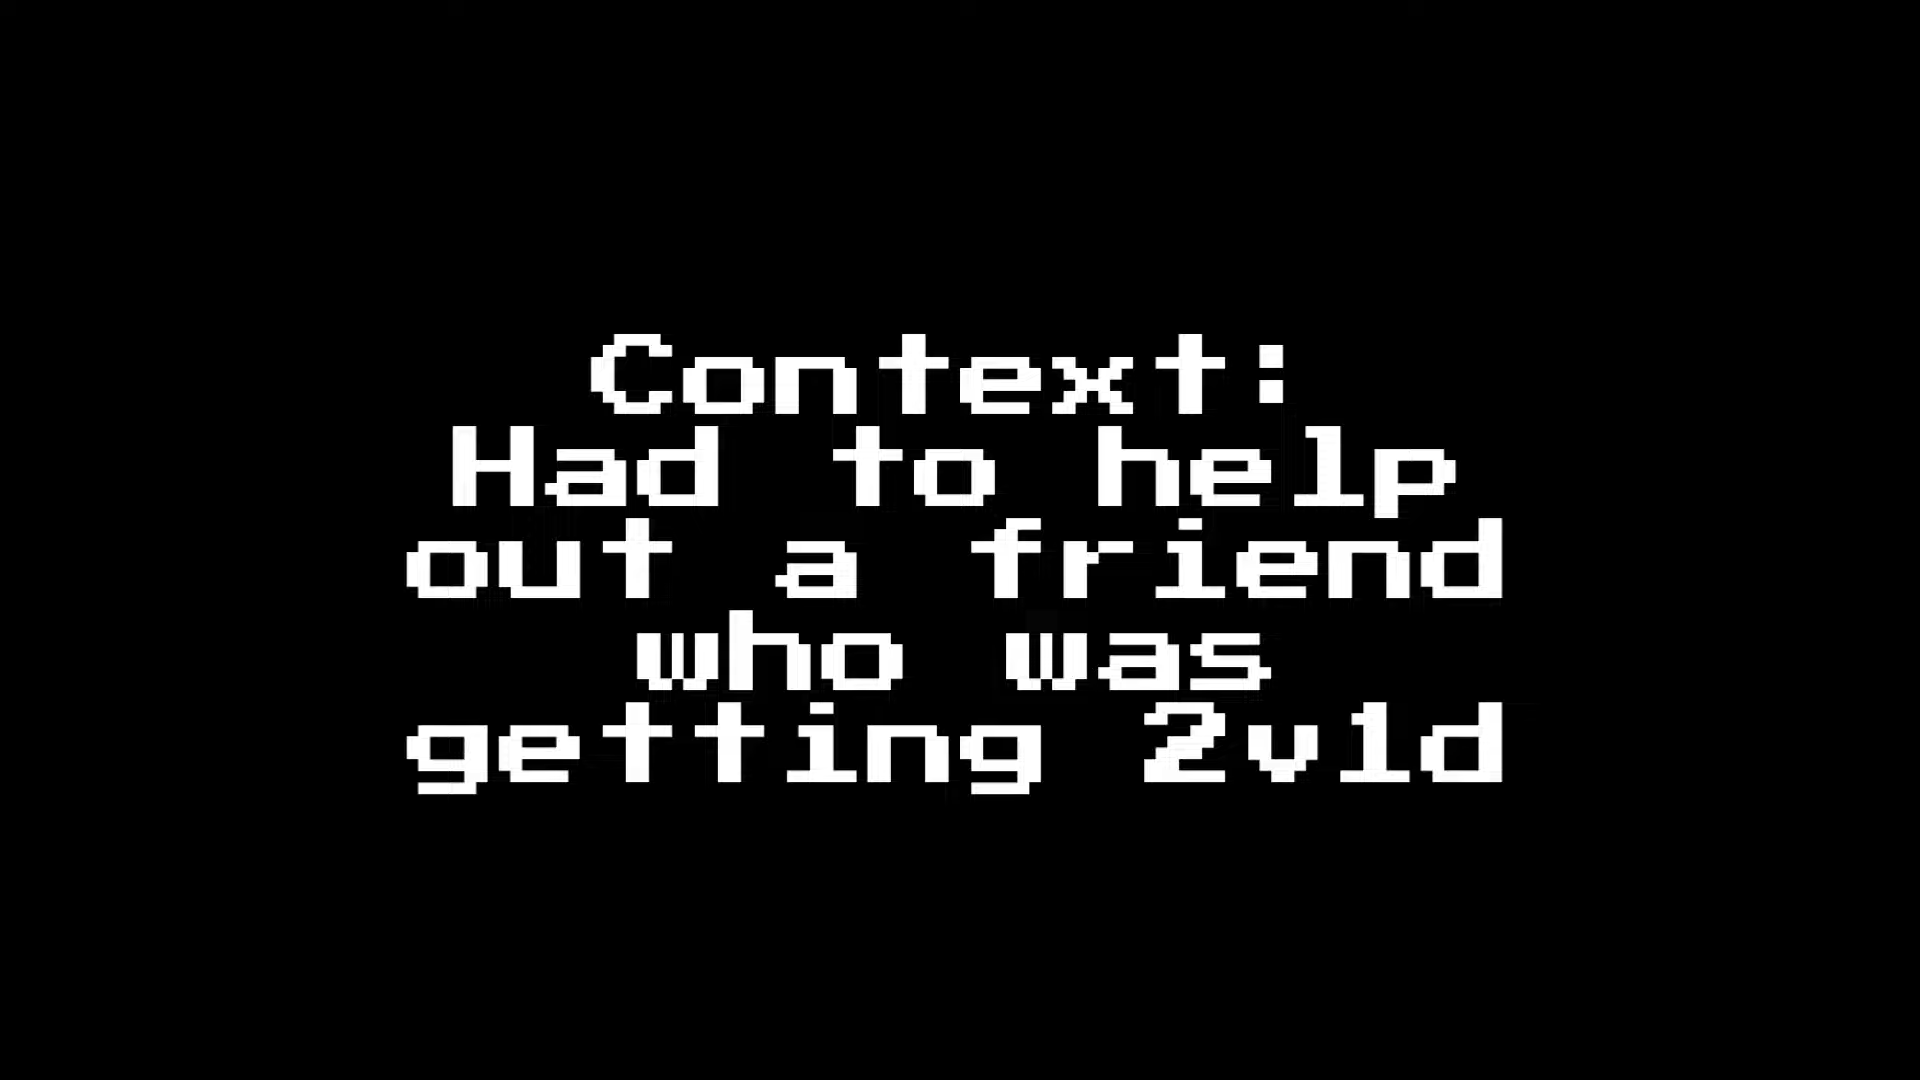 Context:
Had to help
out a friend
who was
getting 2v1d